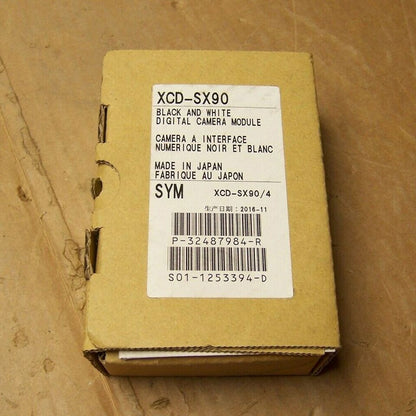 XCD-SX90
BLACK AND WHITE
DIGITAL CAMERA MODULE
CAMERA A INTERFACE
NUMERIQUE NOIR ET BLANC
MADE IN JAPAN
FABRIQUE AU JAPON
SYM XCD-SX90/4
生产日期：2016-11
P-32487984-R
S01-1253394-D